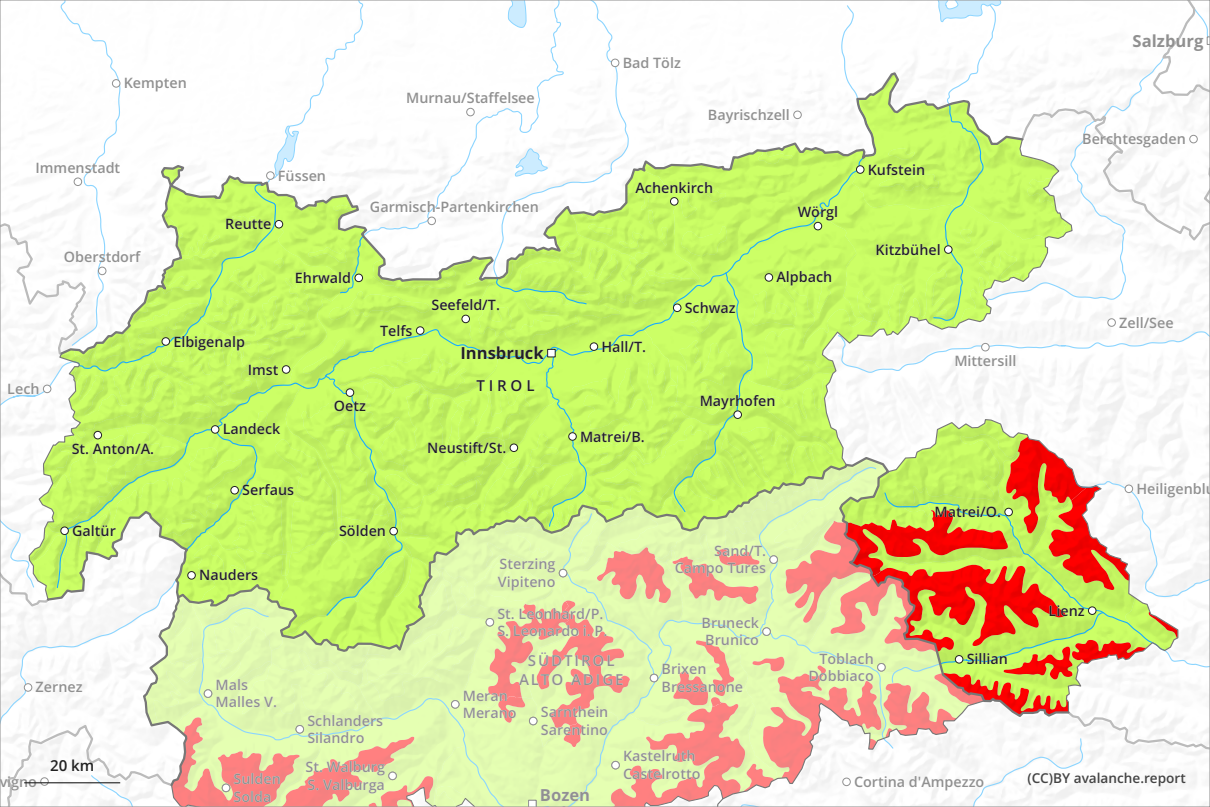 Salzburg
Bad Tölz
Kempten
Murnau/Staffelsee
Bayrischzell
Berchtesgaden
Immenstadt
Füssen
Kufstein
Achenkirch
Garmisch-Partenkirchen
Wörgl
Reutte
Kitzbühel
Oberstdorf
Ehrwald
Alpbach
Seefeld/T.
Schwaz
Zell/See
Telfs
Elbigenalp
Innsbruck
Hall/T.
Mittersill
Imst
TIROL
Lech
Oetz
Mayrhofen
Landeck
Matrei/B.
St. Anton/A.
Neustift/St.
Serfaus
Heiligenblu
Matrei/O.
Galtür
Sölden
Sand/T.
Campo Tures
Sterzing
Vipiteno
Nauders
St. Leonhard/P.
S. Leonardo i. P.
Lienz
Bruneck
Brunico
SÜDTIROL
ALTO ADIGE
Toblach
Dobbiaco
Sillian
Brixen
Bressanone
Zernez
Mals
Malles V.
Meran
Merano
Sarnthein
Sarentino
Schlanders
Silandro
Kastelruth
Castelrotto
20 km
St. Walburg
S. Valburga
Sulden
Solda
vigno
Cortina d'Ampezzo
(CC)BY avalanche.report
Bozen